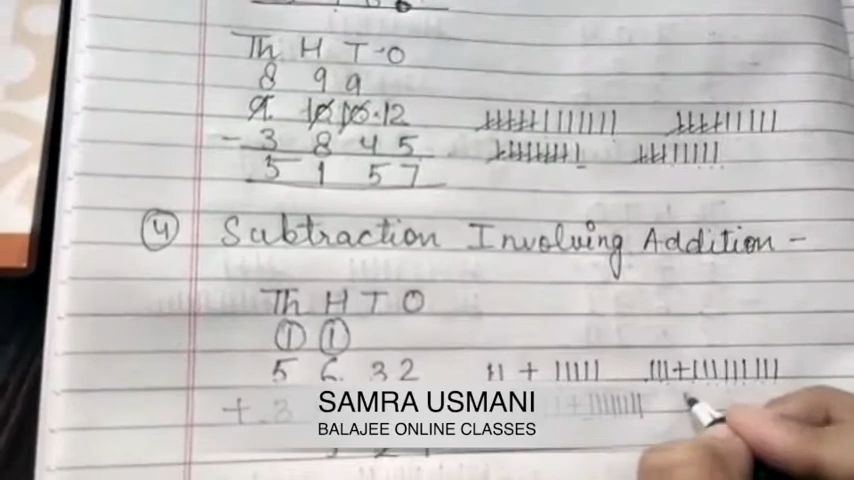 Th H T-O
8 9 9
9 10 10.12
- 3 8 4 5
5 1 5 7
4 Subtraction Involving Addition -
Th H T O
1 1
5 6 3 2 +  +
+ 3 +
SAMRA USMANI
BALAJEE ONLINE CLASSES